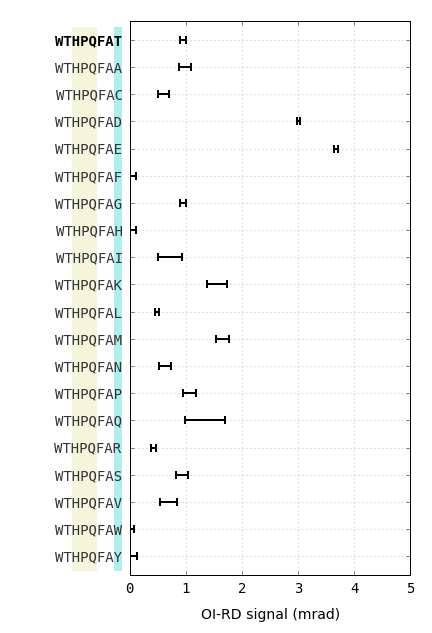 WTHPQFAT
WTHPQFAA
WTHPQFAC
WTHPQFAD
WTHPQFAE
WTHPQFAF
WTHPQFAG
WTHPQFAH
WTHPQFAI
WTHPQFAK
WTHPQFAL
WTHPQFAM
WTHPQFAN
WTHPQFAP
WTHPQFAQ
WTHPQFAR
WTHPQFAS
WTHPQFAV
WTHPQFAW
WTHPQFAY
0 1 2 3 4 5
OI-RD signal (mrad)